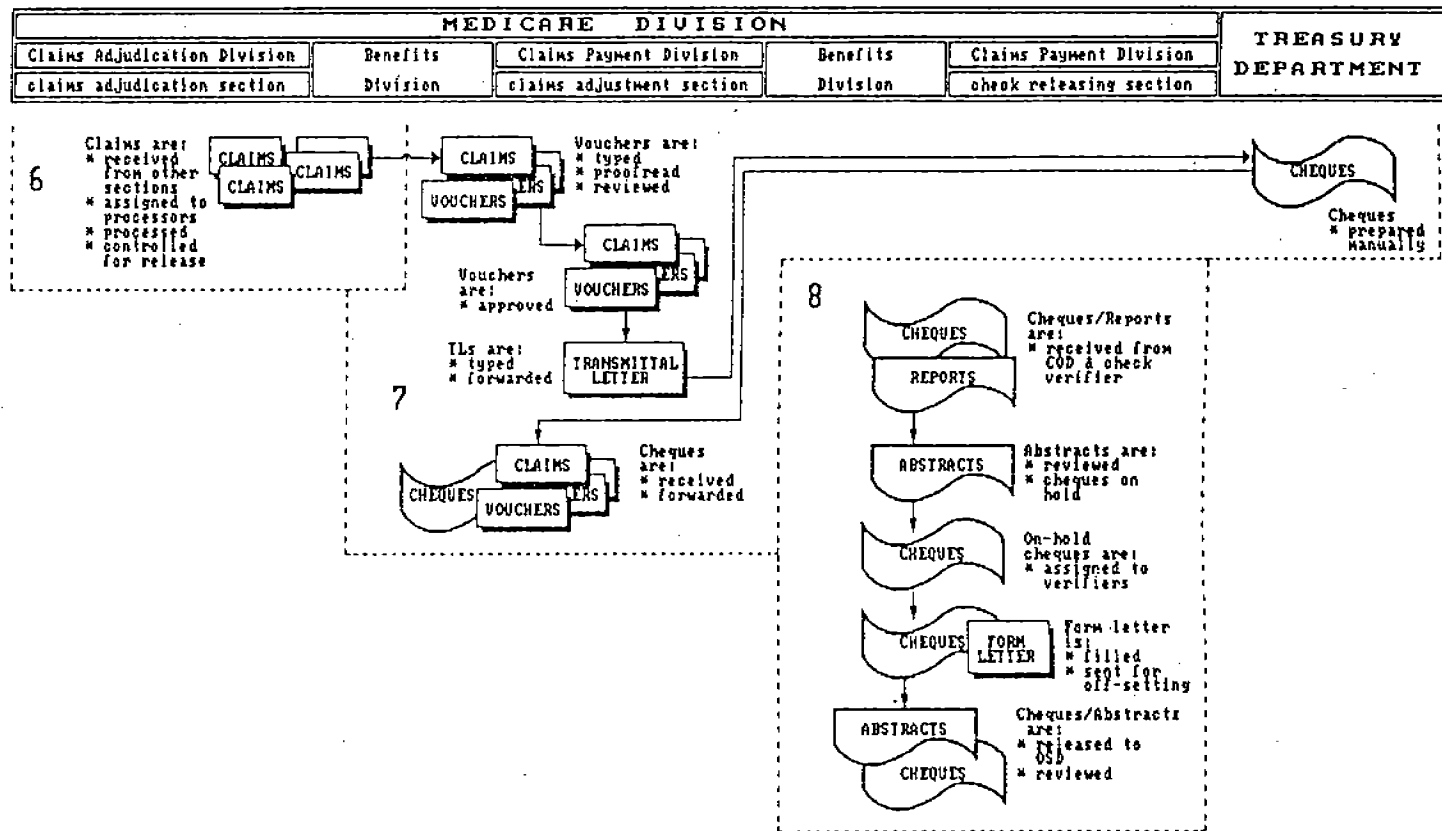 MEDICARE DIVISION
TREASURY
DEPARTMENT
Claims Adjudication Division
Benefits
Claims Payment Division
Benefits
Claims Payment Division
claims adjudication section
Division
claims adjustment section
Division
check releasing section
6
Claims are:
* received
from other
sections
* assigned to
processors
* processed
* controlled
for release
CLAIMS
CLAIMS
CLAIMS
CLAIMS
ERS
VOUCHERS
Vouchers are:
* typed
* proofread
* reviewed
CHEQUES
Cheques
* prepared
manually
CLAIMS
ERS
VOUCHERS
Vouchers
are:
* approved
TLs are:
* typed
* forwarded
TRANSMITTAL
LETTER
7
CLAIMS
CHEQUES
ERS
VOUCHERS
Cheques
are:
* received
* forwarded
8
CHEQUES
REPORTS
Cheques/Reports
are:
* received from
COD & check
verifier
ABSTRACTS
Abstracts are:
* reviewed
* cheques on
hold
CHEQUES
On-hold
cheques are:
* assigned to
verifiers
CHEQUES
FORM
LETTER
Form letter
is:
* filled
* sent for
off-setting
ABSTRACTS
CHEQUES
Cheques/Abstracts
are:
* released to
OSD
* reviewed